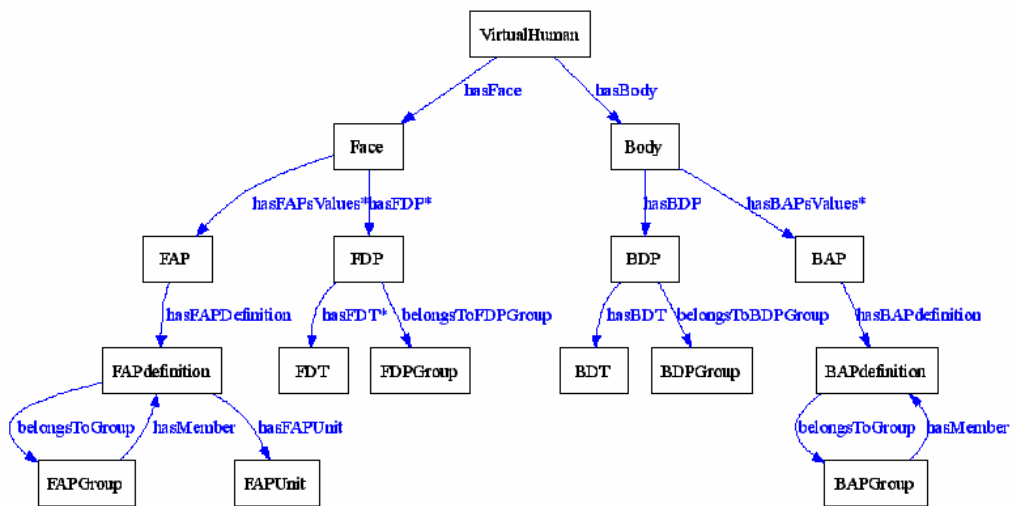 VirtualHuman
hasFace
hasBody
Face
Body
hasFAPsValues*
hasFDP*
hasBDP
hasBAPsValues*
FAP
FDP
BDP
BAP
hasFAPDefinition
hasFDT*
belongsToFDPGroup
hasBDT
belongsToBDPGroup
hasBAPdefinition
FAPdefinition
FDT
FDPGroup
BDT
BDPGroup
BAPdefinition
belongsToGroup
hasMember
hasFAPUnit
belongsToGroup
hasMember
FAPGroup
FAPUnit
BAPGroup